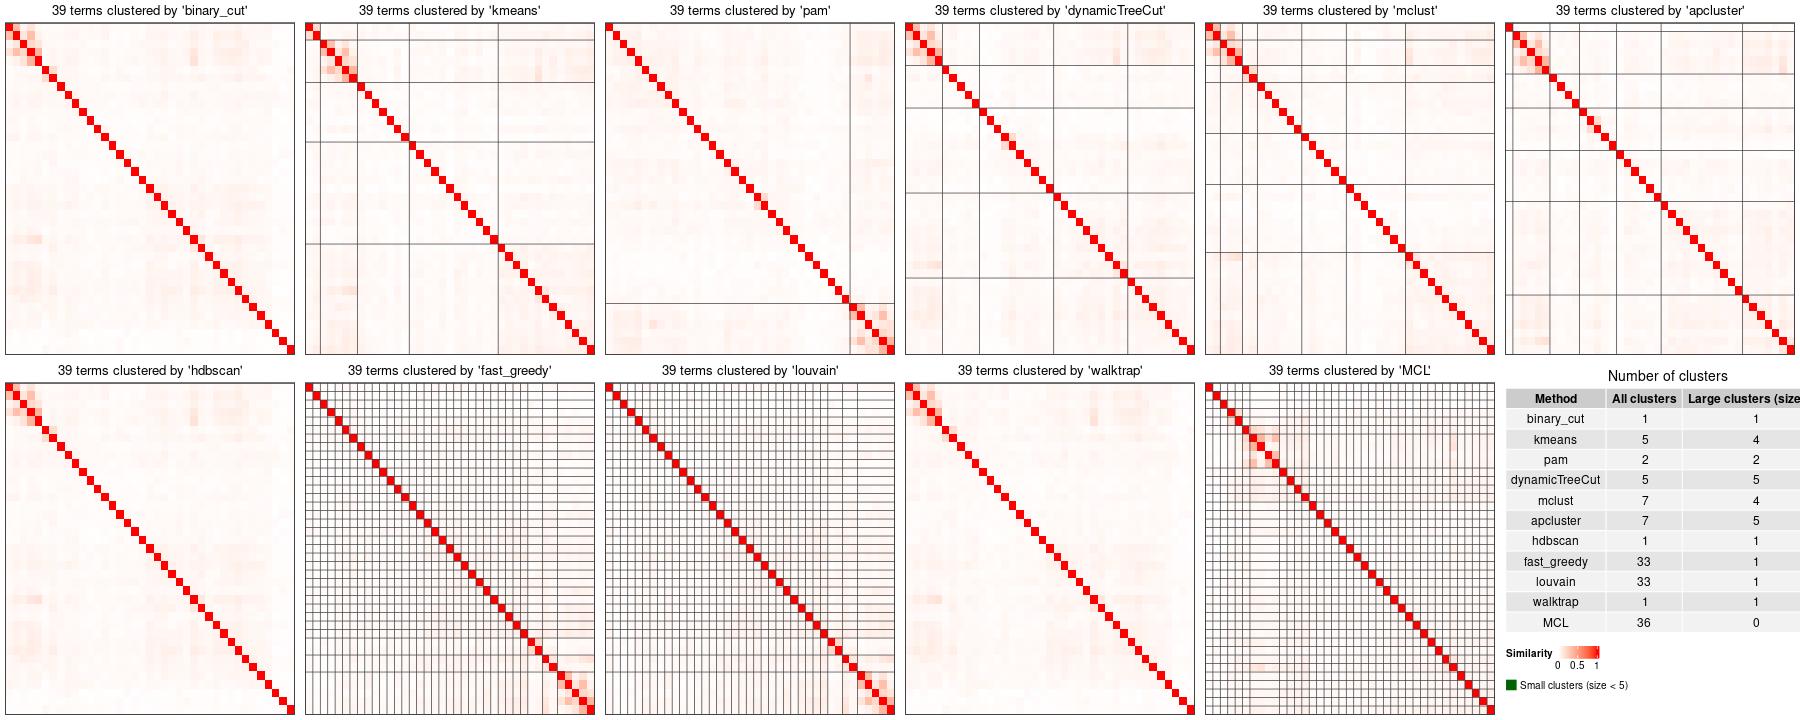 39 terms clustered by 'binary_cut'
39 terms clustered by 'kmeans'
39 terms clustered by 'pam'
39 terms clustered by 'dynamicTreeCut'
39 terms clustered by 'mclust'
39 terms clustered by 'apcluster'
39 terms clustered by 'hdbscan'
39 terms clustered by 'fast_greedy'
39 terms clustered by 'louvain'
39 terms clustered by 'walktrap'
39 terms clustered by 'MCL'
Number of clusters
Method All clusters Large clusters (size
binary_cut 1 1
kmeans 5 4
pam 2 2
dynamicTreeCut 5 5
mclust 7 4
apcluster 7 5
hdbscan 1 1
fast_greedy 33 1
louvain 33 1
walktrap 1 1
MCL 36 0
Similarity
0 0.5 1
Small clusters (size < 5)